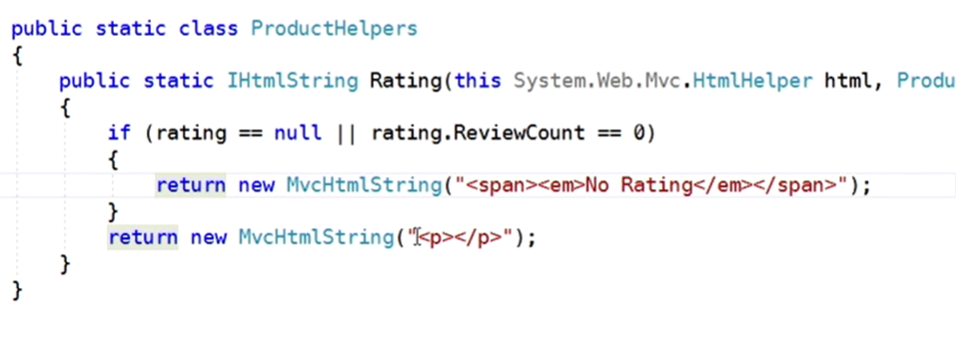 public static class ProductHelpers
{
public static IHtmlString Rating(this System.Web.Mvc.HtmlHelper html, Produ
{
if (rating == null || rating.ReviewCount == 0)
{
return new MvcHtmlString("<span><em>No Rating</em></span>");
}
return new MvcHtmlString("<p></p>");
}
}